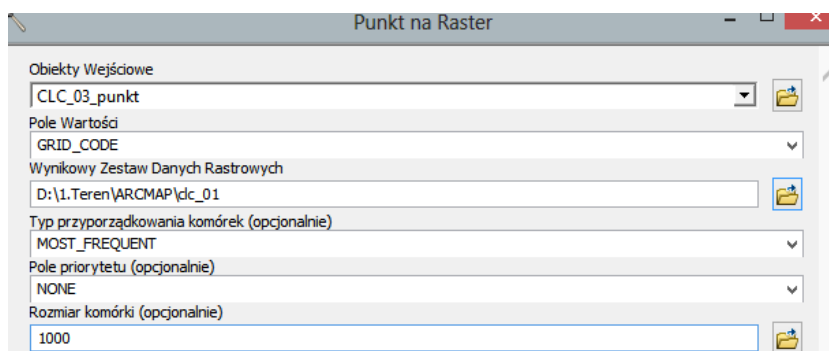 Punkt na Raster
Obiekty Wejściowe
CLC_03_punkt
Pole Wartości
GRID_CODE
Wynikowy Zestaw Danych Rastrowych
D:\1.Teren\ARCMAP\clc_01
Typ przyporządkowania komórek (opcjonalnie)
MOST_FREQUENT
Pole priorytetu (opcjonalnie)
NONE
Rozmiar komórki (opcjonalnie)
1000